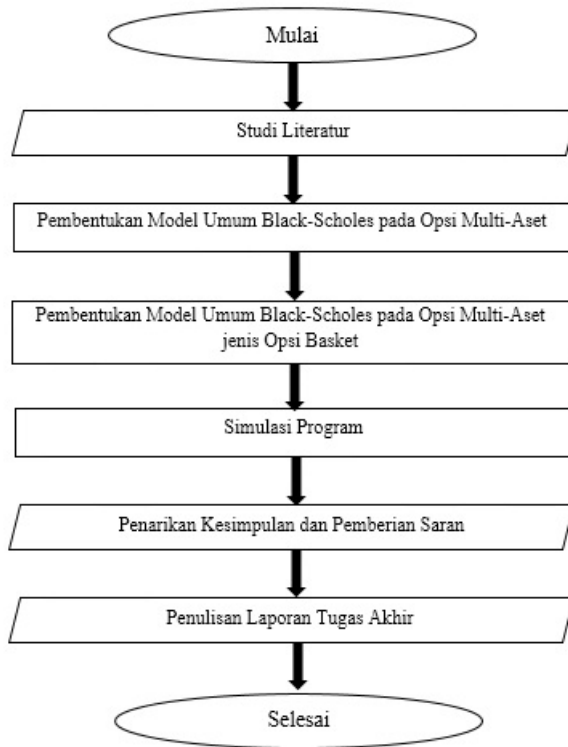 Mulai
Studi Literatur
Pembentukan Model Umum Black-Scholes pada Opsi Multi-Aset
Pembentukan Model Umum Black-Scholes pada Opsi Multi-Aset
jenis Opsi Basket
Simulasi Program
Penarikan Kesimpulan dan Pemberian Saran
Penulisan Laporan Tugas Akhir
Selesai